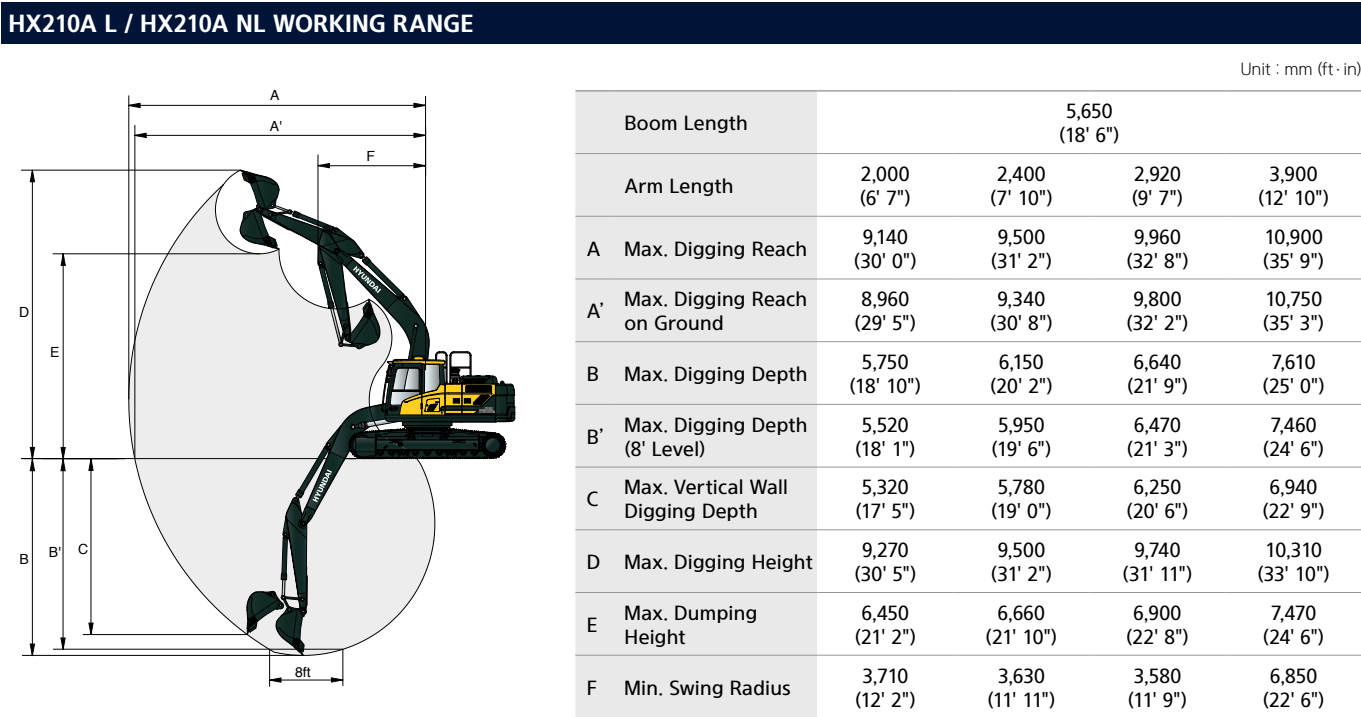 HX210A L / HX210A NL WORKING RANGE
Unit : mm (ft·in)
A
A'
F
D
E
B
B'
C
8ft
HYUNDAI
HYUNDAI
Boom Length 5,650
(18' 6")
Arm Length 2,000 2,400 2,920 3,900
(6' 7") (7' 10") (9' 7") (12' 10")
A Max. Digging Reach 9,140 9,500 9,960 10,900
(30' 0") (31' 2") (32' 8") (35' 9")
A’ Max. Digging Reach 8,960 9,340 9,800 10,750
on Ground (29' 5") (30' 8") (32' 2") (35' 3")
B Max. Digging Depth 5,750 6,150 6,640 7,610
(18' 10") (20' 2") (21' 9") (25' 0")
B’ Max. Digging Depth 5,520 5,950 6,470 7,460
(8' Level) (18' 1") (19' 6") (21' 3") (24' 6")
C Max. Vertical Wall 5,320 5,780 6,250 6,940
Digging Depth (17' 5") (19' 0") (20' 6") (22' 9")
D Max. Digging Height 9,270 9,500 9,740 10,310
(30' 5") (31' 2") (31' 11") (33' 10")
E Max. Dumping 6,450 6,660 6,900 7,470
Height (21' 2") (21' 10") (22' 8") (24' 6")
F Min. Swing Radius 3,710 3,630 3,580 6,850
(12' 2") (11' 11") (11' 9") (22' 6")